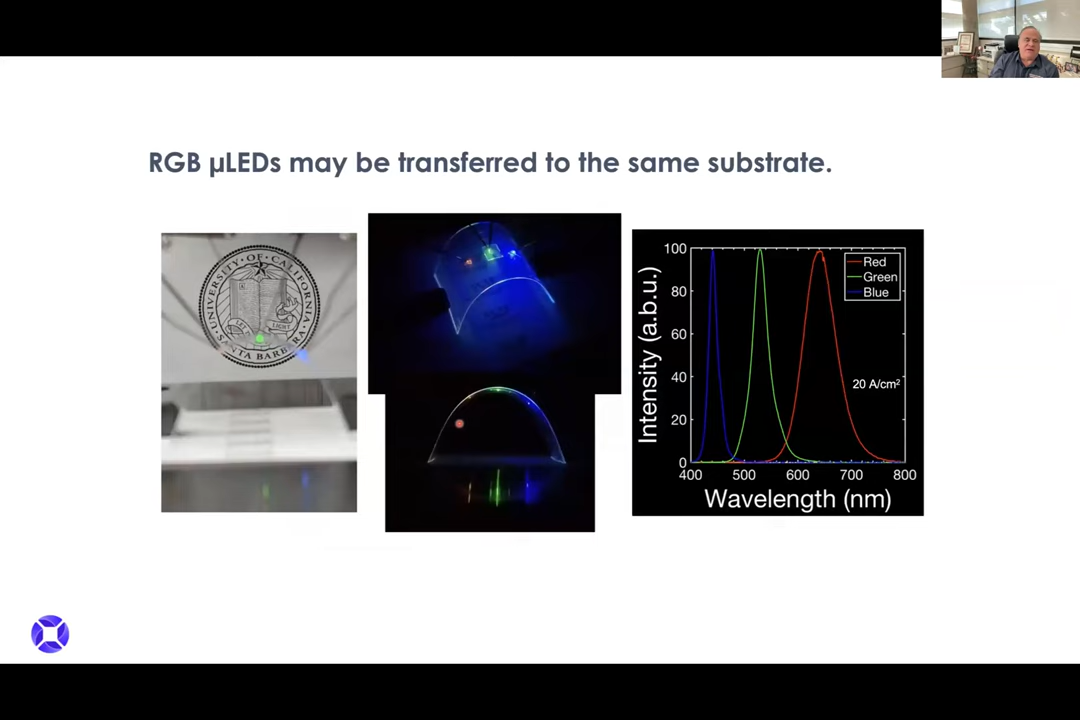 RGB µLEDs may be transferred to the same substrate.
UNIVERSITY·OF·CALIFORNIA
SANTA BARBARA
LIGHT
100
80
60
40
20
0
Intensity (a.b.u.)
Red
Green
Blue
20 A/cm²
400 500 600 700 800
Wavelength (nm)